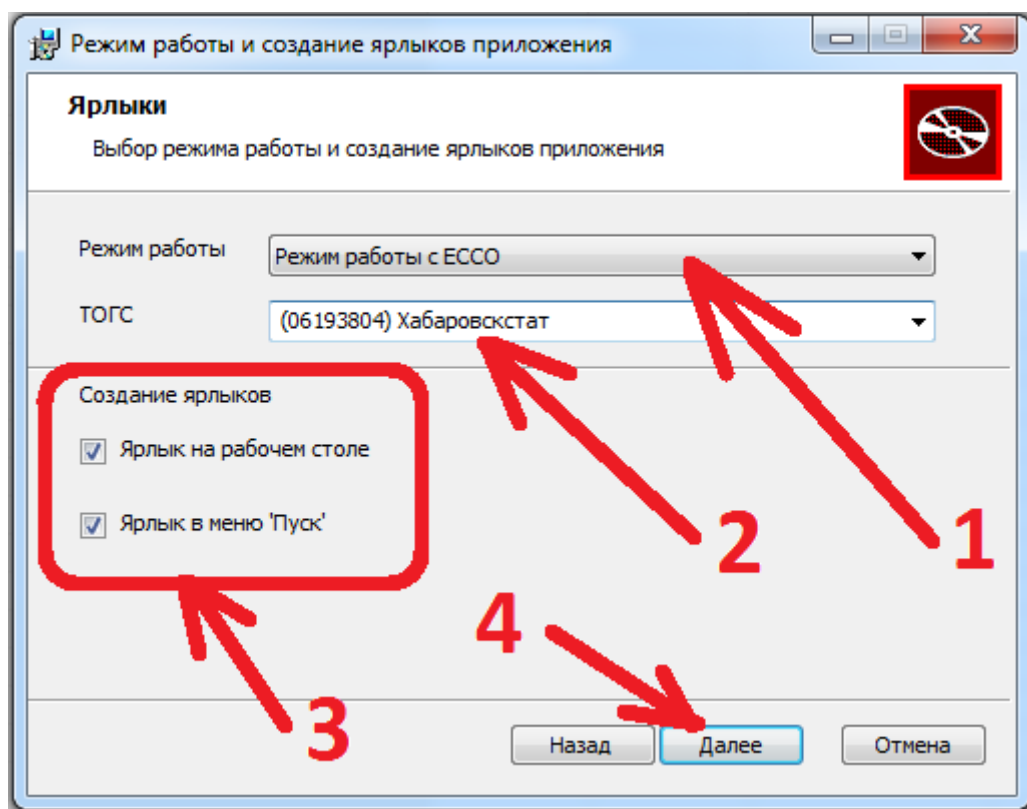 Режим работы и создание ярлыков приложения
Ярлыки
Выбор режима работы и создание ярлыков приложения
Режим работы
Режим работы с ЕССО
ТОГС
(06193804) Хабаровскстат
Создание ярлыков
Ярлык на рабочем столе
Ярлык в меню 'Пуск'
1
2
3
4
Назад Далее Отмена